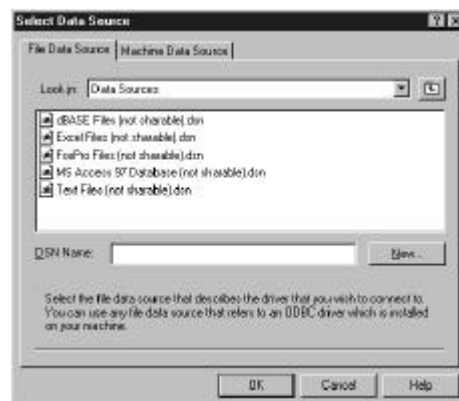 Select Data Source
File Data Source Machine Data Source
Look in: Data Sources
dBASE Files (not sharable).dsn
Excel Files (not sharable).dsn
FoxPro Files (not sharable).dsn
MS Access 97 Database (not sharable).dsn
Text Files (not sharable).dsn
DSN Name: New...
Select the file data source that describes the driver that you wish to connect to.
You can use any file data source that refers to an ODBC driver which is installed
on your machine.
OK Cancel Help